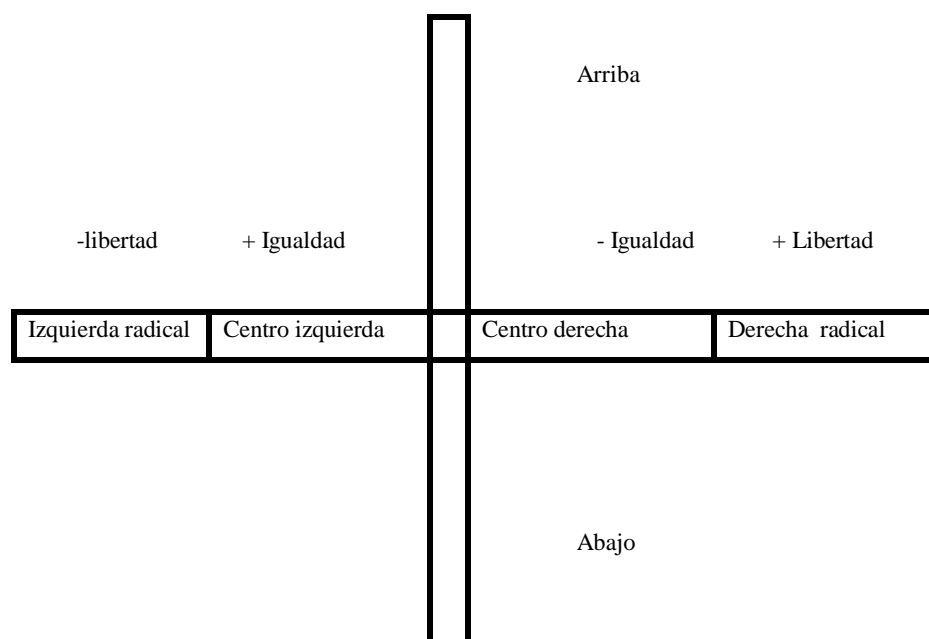 Arriba
-libertad + Igualdad - Igualdad + Libertad
Izquierda radical Centro izquierda Centro derecha Derecha radical
Abajo